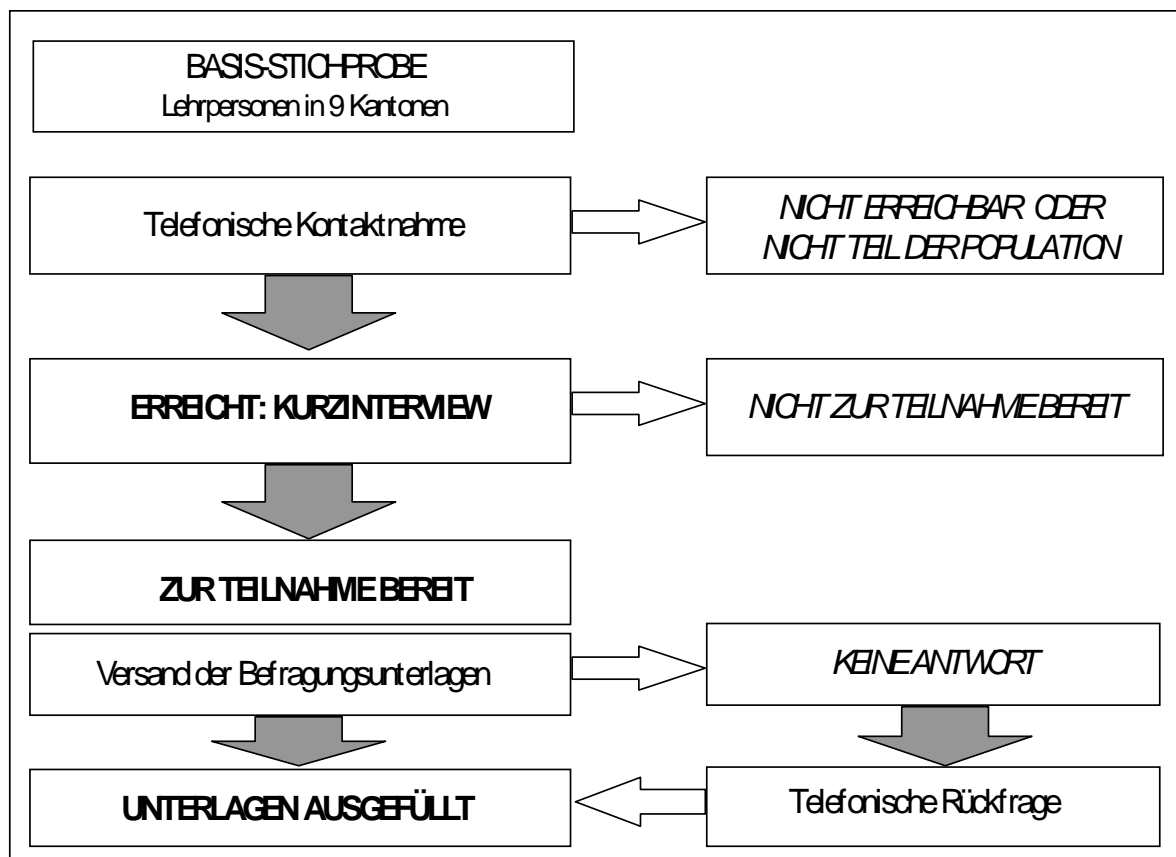 BASIS-STICHPROBE
Lehrpersonen in 9 Kantonen
Telefonische Kontaktnahme
NICHT ERREICHBAR ODER
NICHT TEIL DER POPULATION
ERREICHT: KURZINTERVIEW
NICHT ZUR TEILNAHME BEREIT
ZUR TEILNAHME BEREIT
Versand der Befragungsunterlagen
KEINE ANTWORT
UNTERLAGEN AUSGEFÜLLT
Telefonische Rückfrage